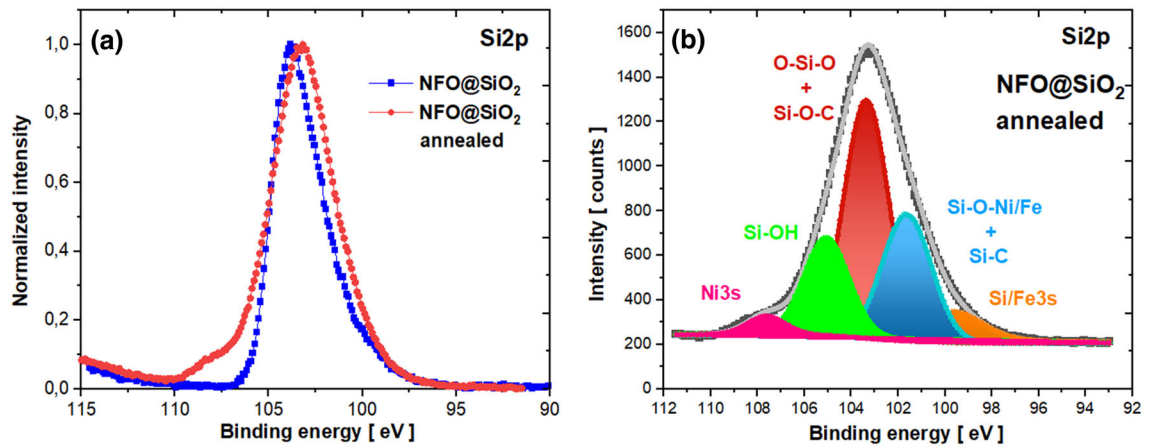 (a)
Si2p
NFO@SiO₂
NFO@SiO₂
annealed
Normalized intensity
1,0
0,8
0,6
0,4
0,2
0,0
115
110
105
100
95
90
Binding energy [ eV]
(b)
Si2p
NFO@SiO₂
annealed
O-Si-O
+
Si-O-C
Si-O-Ni/Fe
+
Si-C
Si-OH
Ni3s
Si/Fe3s
Intensity [ counts]
1600
1400
1200
1000
800
600
400
200
0
112
110
108
106
104
102
100
98
96
94
92
Binding energy [ eV]